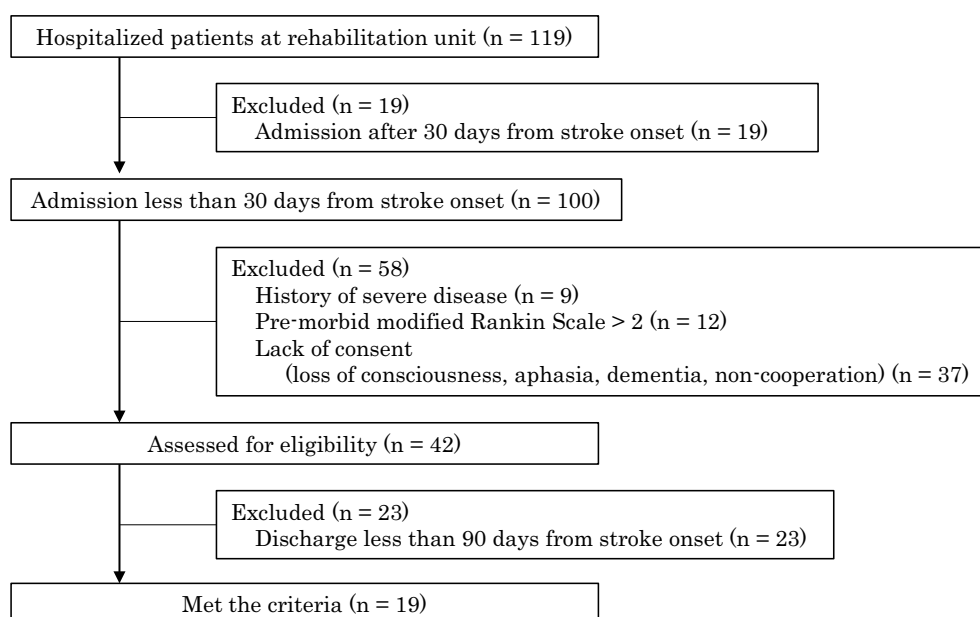 Hospitalized patients at rehabilitation unit (n = 119)
Excluded (n = 19)
Admission after 30 days from stroke onset (n = 19)
Admission less than 30 days from stroke onset (n = 100)
Excluded (n = 58)
History of severe disease (n = 9)
Pre-morbid modified Rankin Scale > 2 (n = 12)
Lack of consent
(loss of consciousness, aphasia, dementia, non-cooperation) (n = 37)
Assessed for eligibility (n = 42)
Excluded (n = 23)
Discharge less than 90 days from stroke onset (n = 23)
Met the criteria (n = 19)